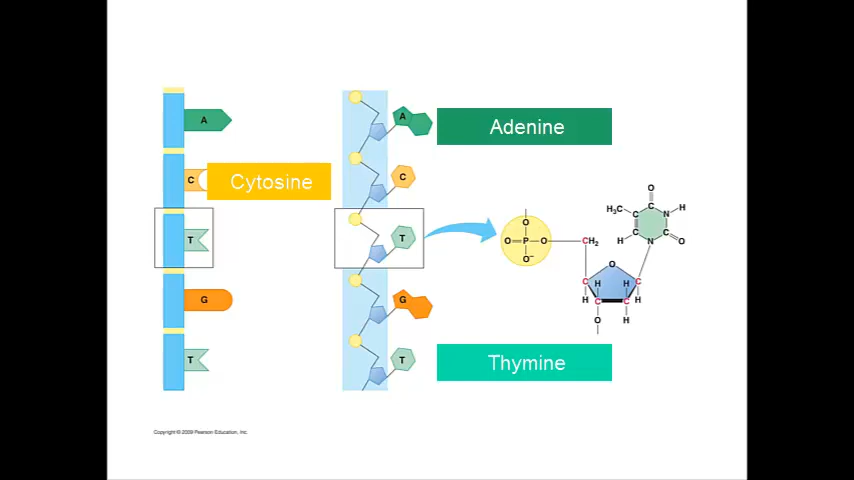 A
A
Adenine
C
Cytosine
C
T
T
O
O P O
O⁻
CH₂
O
H₃C
C
C
N H
C
C
H
N
O
O
C
H
H
C
H
C
C
H
O
H
G
G
T
T
Thymine
Copyright © 2009 Pearson Education, Inc.